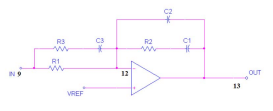 C2
R3 C3 R2 C1
IN 9 R1 12 OUT
13
VREF